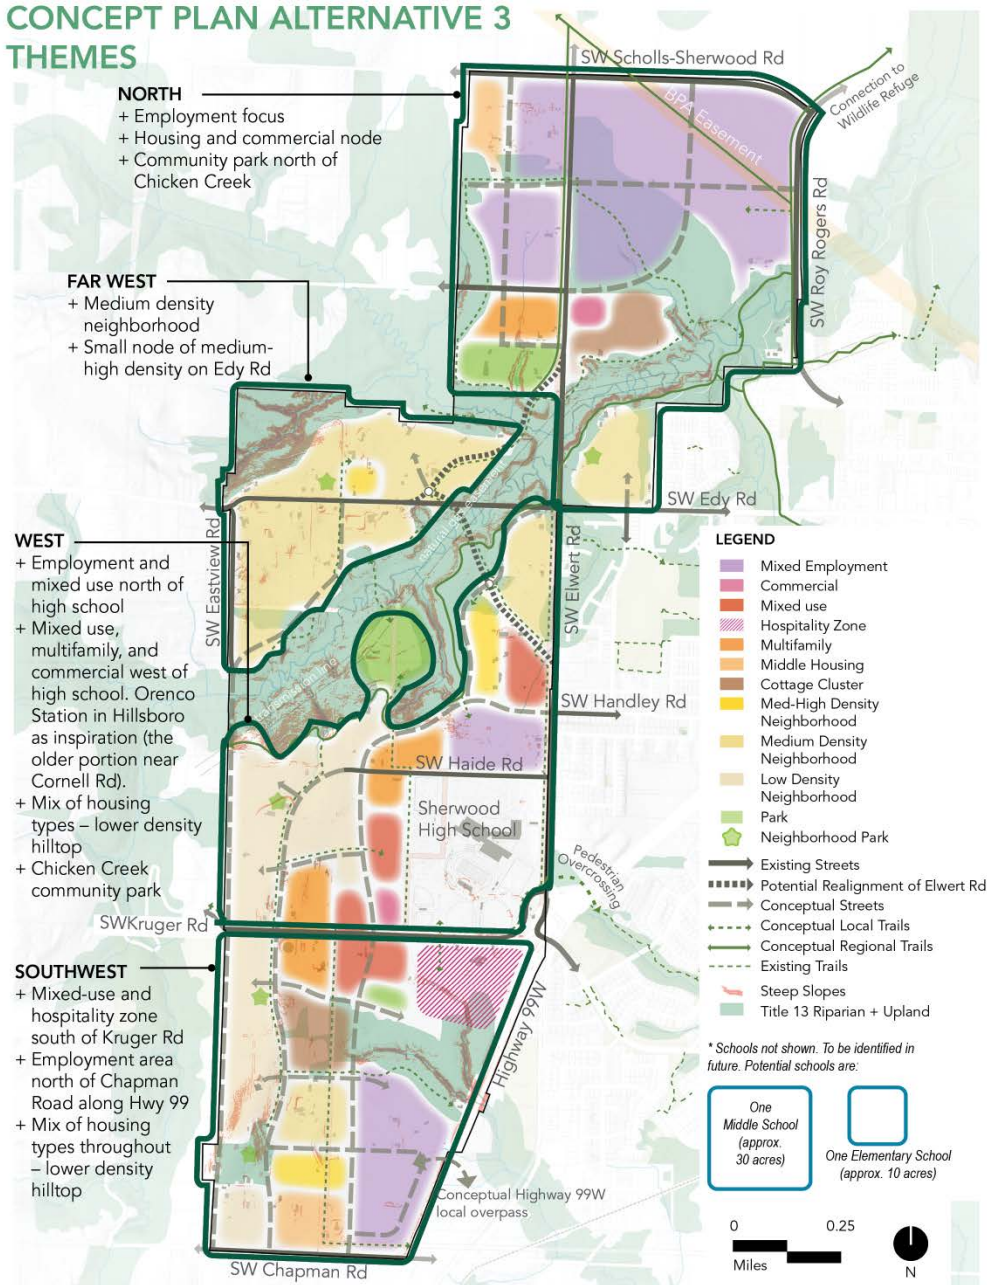 CONCEPT PLAN ALTERNATIVE 3
THEMES
NORTH
+ Employment focus
+ Housing and commercial node
+ Community park north of
Chicken Creek
FAR WEST
+ Medium density
neighborhood
+ Small node of medium-
high density on Edy Rd
WEST
+ Employment and
mixed use north of
high school
+ Mixed use,
multifamily, and
commercial west of
high school. Orenco
Station in Hillsboro
as inspiration (the
older portion near
Cornell Rd).
+ Mix of housing
types – lower density
hilltop
+ Chicken Creek
community park
SOUTHWEST
+ Mixed-use and
hospitality zone
south of Kruger Rd
+ Employment area
north of Chapman
Road along Hwy 99
+ Mix of housing
types throughout
– lower density
hilltop
SW Scholls-Sherwood Rd
Connection to
Wildlife Refuge
BPA Easement
SW Roy Rogers Rd
SW Edy Rd
SW Eastview Rd
SW Elwert Rd
SW Handley Rd
SW Haide Rd
Sherwood
High School
Pedestrian
Overcrossing
SWKruger Rd
Highway 99W
Conceptual Highway 99W
local overpass
SW Chapman Rd
LEGEND
Mixed Employment
Commercial
Mixed use
Hospitality Zone
Multifamily
Middle Housing
Cottage Cluster
Med-High Density
Neighborhood
Medium Density
Neighborhood
Low Density
Neighborhood
Park
Neighborhood Park
Existing Streets
Potential Realignment of Elwert Rd
Conceptual Streets
Conceptual Local Trails
Conceptual Regional Trails
Existing Trails
Steep Slopes
Title 13 Riparian + Upland
* Schools not shown. To be identified in
future. Potential schools are:
One
Middle School
(approx.
30 acres)
One Elementary School
(approx. 10 acres)
0 0.25
Miles
N